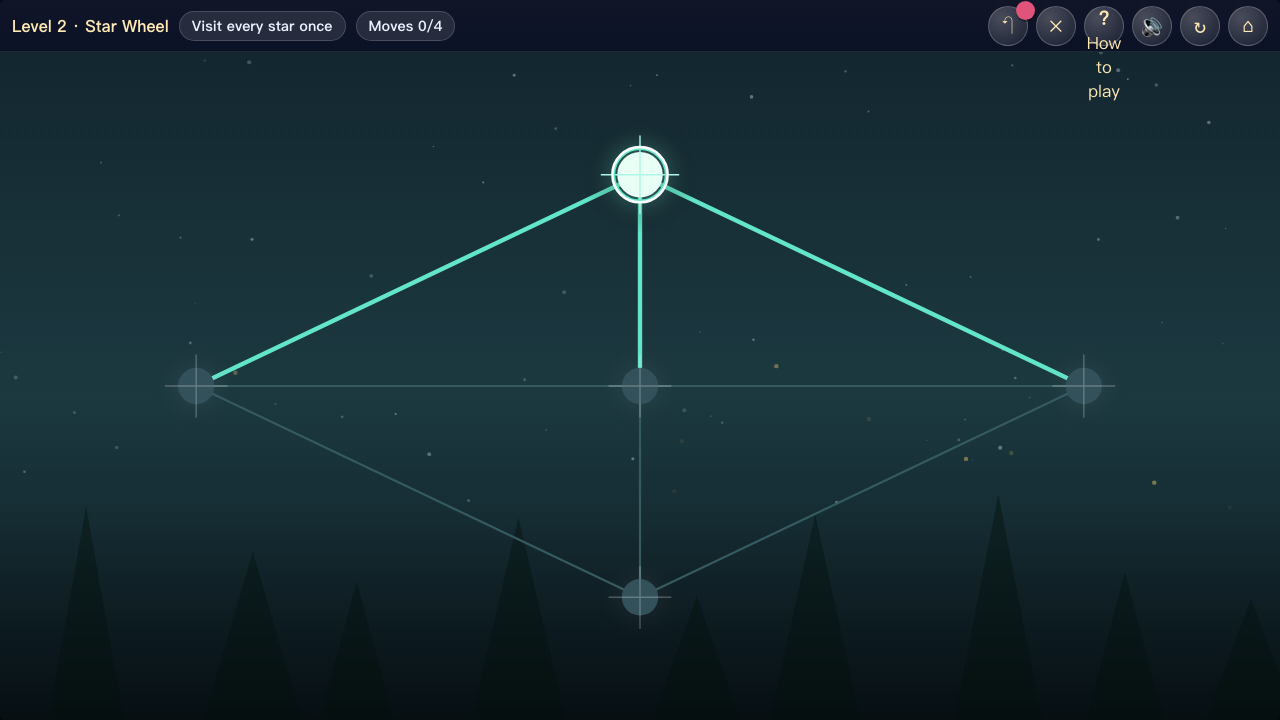 Level 2 · Star Wheel
Visit every star once
Moves 0/4
?
How
to
play